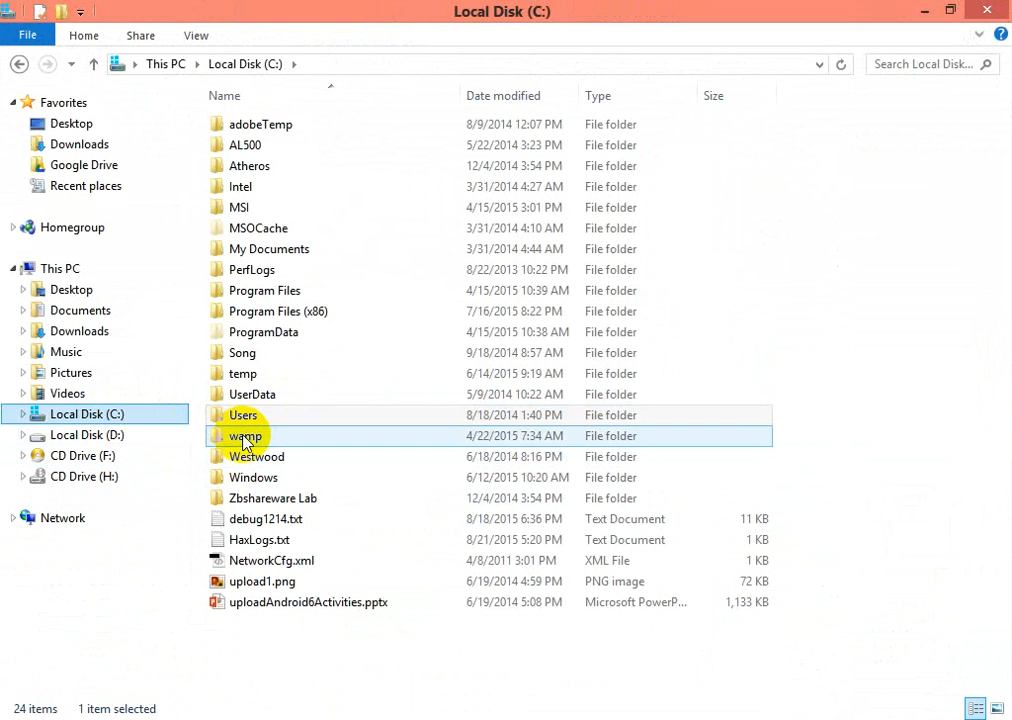 Local Disk (C:)
File Home Share View
This PC Local Disk (C:) Search Local Disk...
Name Date modified Type Size
Favorites
Desktop
Downloads
Google Drive
Recent places
Homegroup
This PC
Desktop
Documents
Downloads
Music
Pictures
Videos
Local Disk (C:)
Local Disk (D:)
CD Drive (F:)
CD Drive (H:)
Network
adobeTemp 8/9/2014 12:07 PM File folder
AL500 5/22/2014 3:23 PM File folder
Atheros 12/4/2014 3:54 PM File folder
Intel 3/31/2014 4:27 AM File folder
MSI 4/15/2015 3:01 PM File folder
MSOCache 3/31/2014 4:10 AM File folder
My Documents 3/31/2014 4:44 AM File folder
PerfLogs 8/22/2013 10:22 PM File folder
Program Files 4/15/2015 10:39 AM File folder
Program Files (x86) 7/16/2015 8:22 PM File folder
ProgramData 4/15/2015 10:38 AM File folder
Song 9/18/2014 8:57 AM File folder
temp 6/14/2015 9:19 AM File folder
UserData 5/9/2014 10:22 AM File folder
Users 8/18/2014 1:40 PM File folder
wamp 4/22/2015 7:34 AM File folder
Westwood 6/18/2014 8:16 PM File folder
Windows 6/12/2015 10:20 AM File folder
Zbshareware Lab 12/4/2014 3:54 PM File folder
debug1214.txt 8/18/2015 6:36 PM Text Document 11 KB
HaxLogs.txt 8/21/2015 5:20 PM Text Document 1 KB
NetworkCfg.xml 4/8/2011 3:01 PM XML File 1 KB
upload1.png 6/19/2014 4:59 PM PNG image 72 KB
uploadAndroid6Activities.pptx 6/19/2014 5:08 PM Microsoft PowerP... 1,133 KB
24 items 1 item selected